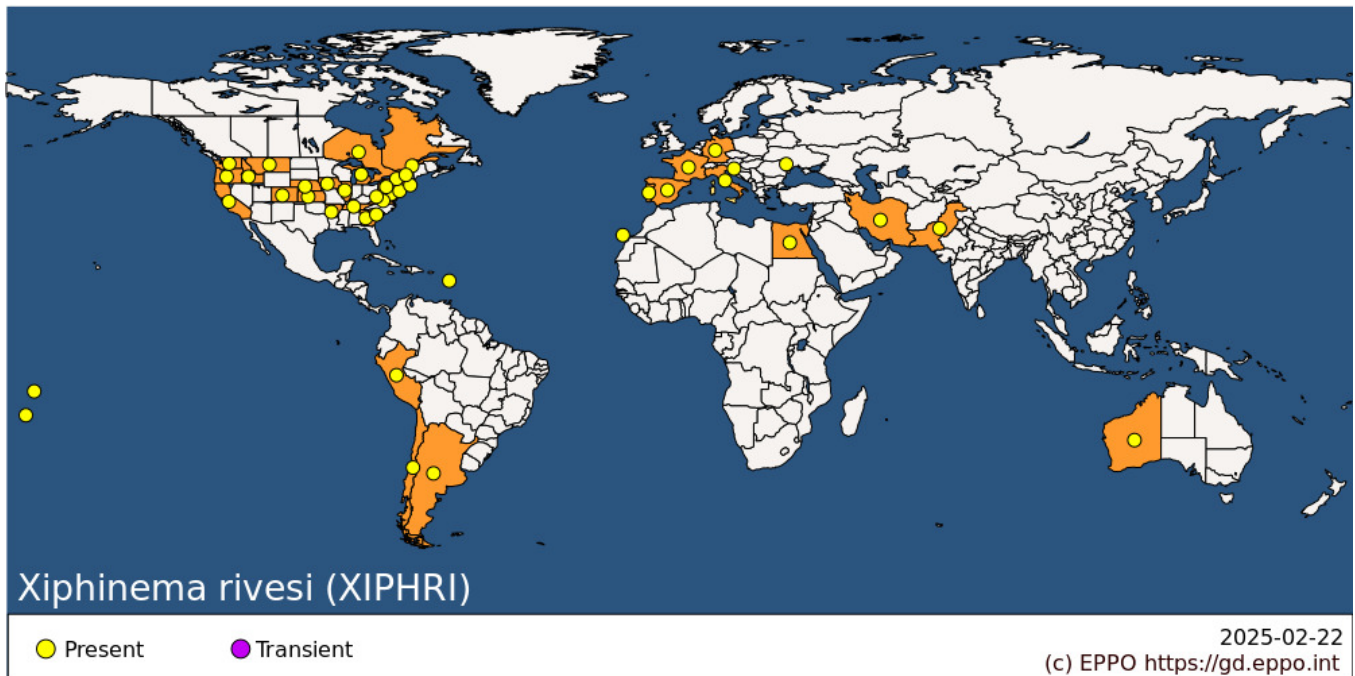 Xiphinema rivesi (XIPHRI)
Present
Transient
2025-02-22
(c) EPPO https://gd.eppo.int